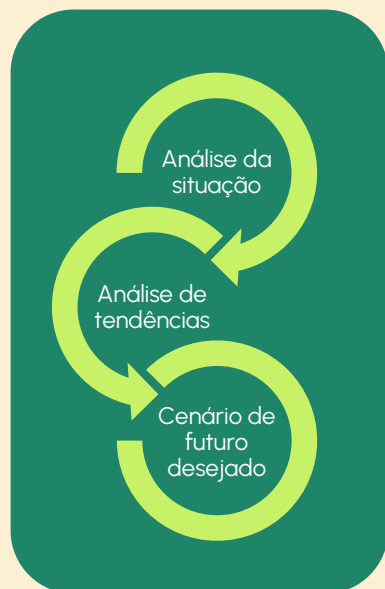 Análise da
situação
Análise de
tendências
Cenário de
futuro
desejado